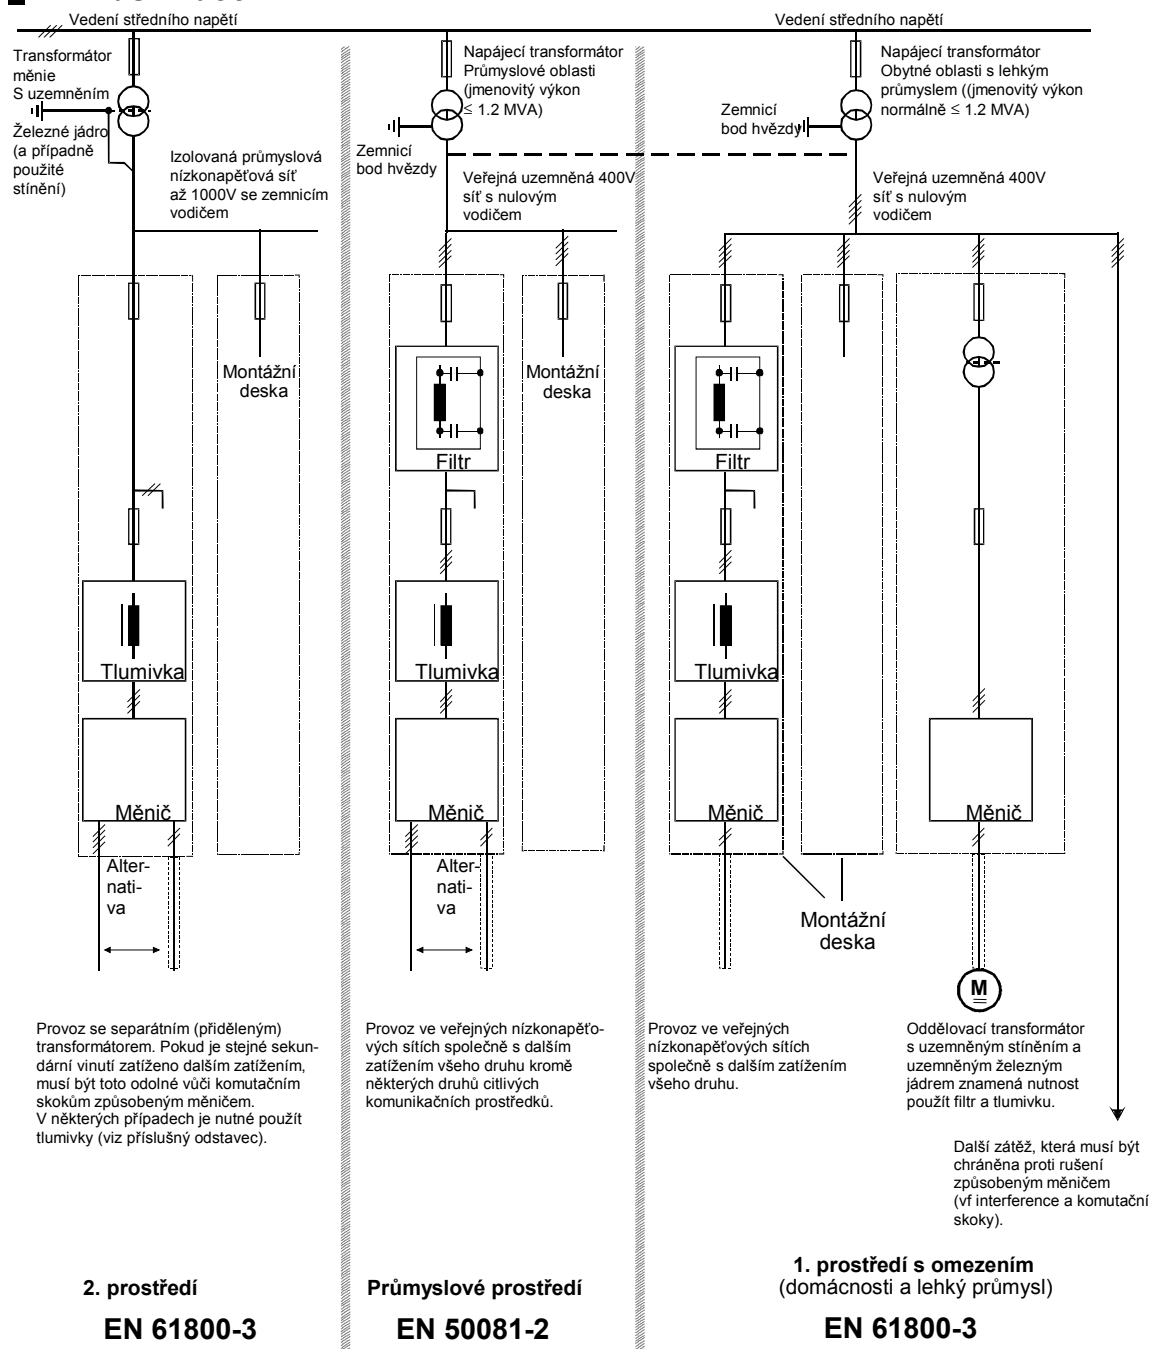 Vedení středního napětí
Vedení středního napětí
Transformátor
měnie
S uzemněním
Železné jádro
(a případně
použité
stínění)
Izolovaná průmyslová
nízkonapěťová síť
až 1000V se zemnicím
vodičem
Napájecí transformátor
Průmyslové oblasti
(jmenovitý výkon
≤ 1.2 MVA)
Zemnicí
bod hvězdy
Veřejná uzemněná 400V
síť s nulovým
vodičem
Napájecí transformátor
Obytné oblasti s lehkým
průmyslem ((jmenovitý výkon
normálně ≤ 1.2 MVA)
Zemnicí
bod hvězdy
Veřejná uzemněná 400V
síť s nulovým
vodičem
Montážní
deska
Montážní
deska
Filtr
Filtr
Tlumivka
Tlumivka
Tlumivka
Měnič
Měnič
Měnič
Měnič
Alter-
nati-
va
Alter-
nati-
va
Montážní
deska
M
Provoz se separátním (přiděleným)
transformátorem. Pokud je stejné sekun-
dární vinutí zatíženo dalším zatížením,
musí být toto odolné vůči komutačním
skokům způsobeným měničem.
V některých případech je nutné použít
tlumivky (viz příslušný odstavec).
Provoz ve veřejných nízkonapěťo-
vých sítích společně s dalším
zatížením všeho druhu kromě
některých druhů citlivých
komunikačních prostředků.
Provoz ve veřejných
nízkonapěťových sítích
společně s dalším zatížením
všeho druhu.
Oddělovací transformátor
s uzemněným stíněním a
uzemněným železným
jádrem znamená nutnost
použít filtr a tlumivku.
Další zátěž, která musí být
chráněna proti rušení
způsobeným měničem
(vf interference a komutační
skoky).
2. prostředí
EN 61800-3
Průmyslové prostředí
EN 50081-2
1. prostředí s omezením
(domácnosti a lehký průmysl)
EN 61800-3